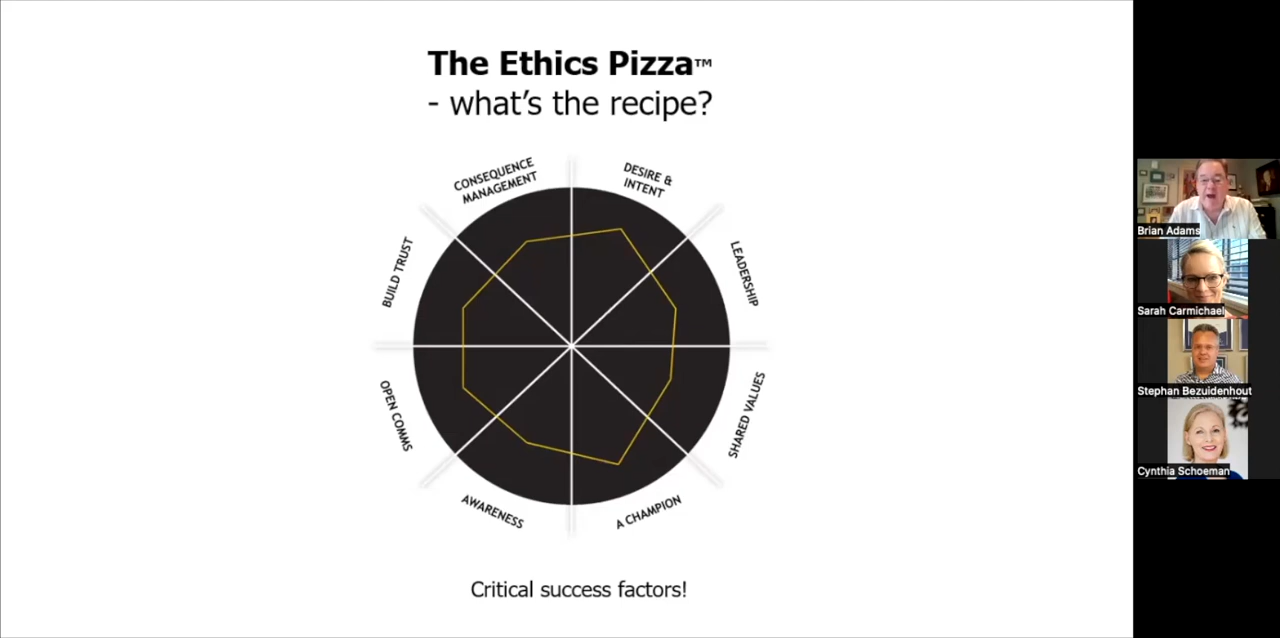 The Ethics Pizza™
- what's the recipe?
CONSEQUENCE
MANAGEMENT
DESIRE &
INTENT
BUILD TRUST
LEADERSHIP
OPEN COMMS
SHARED VALUES
AWARENESS
A CHAMPION
Critical success factors!
Brian Adams
Sarah Carmichael
Stephan Bezuidenhout
Cynthia Schoeman